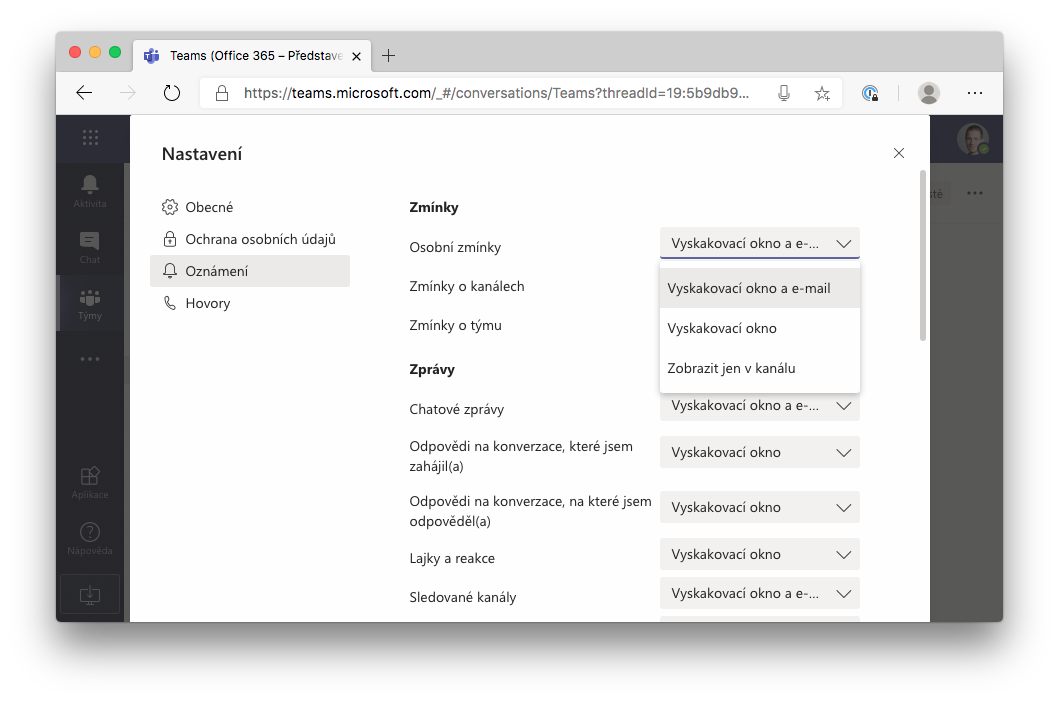 Teams (Office 365 – Představe
https://teams.microsoft.com/_#/conversations/Teams?threadId=19:5b9db9...
Nastavení
Aktivita
Chat
Týmy
Aplikace
Nápověda
Obecné
Ochrana osobních údajů
Oznámení
Hovory
Zmínky
Osobní zmínky
Vyskakovací okno a e-...
Zmínky o kanálech
Zmínky o týmu
Vyskakovací okno a e-mail
Vyskakovací okno
Zobrazit jen v kanálu
Zprávy
Chatové zprávy
Vyskakovací okno a e-...
Odpovědi na konverzace, které jsem
zahájil(a)
Vyskakovací okno
Odpovědi na konverzace, na které jsem
odpověděl(a)
Vyskakovací okno
Lajky a reakce
Vyskakovací okno
Sledované kanály
Vyskakovací okno a e-...